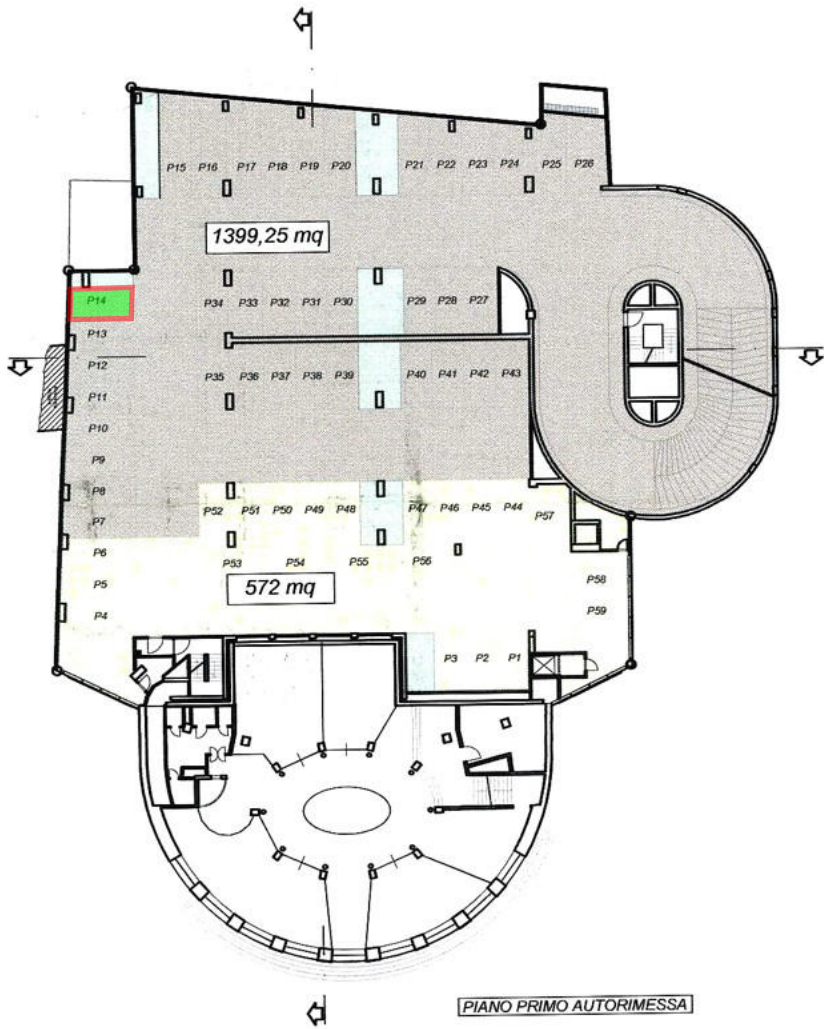 P15 P16 P17 P18 P19 P20 P21 P22 P23 P24 P25 P26
1399,25 mq
P14 P34 P33 P32 P31 P30 P29 P28 P27
P13
P12
P35 P36 P37 P38 P39 P40 P41 P42 P43
P11
P10
P9
P8
P52 P51 P50 P49 P48 P47 P46 P45 P44 P57
P7
P6
P53 P54 P55 P56
P5 P58
572 mq
P4 P59
P3 P2 P1
PIANO PRIMO AUTORIMESSA